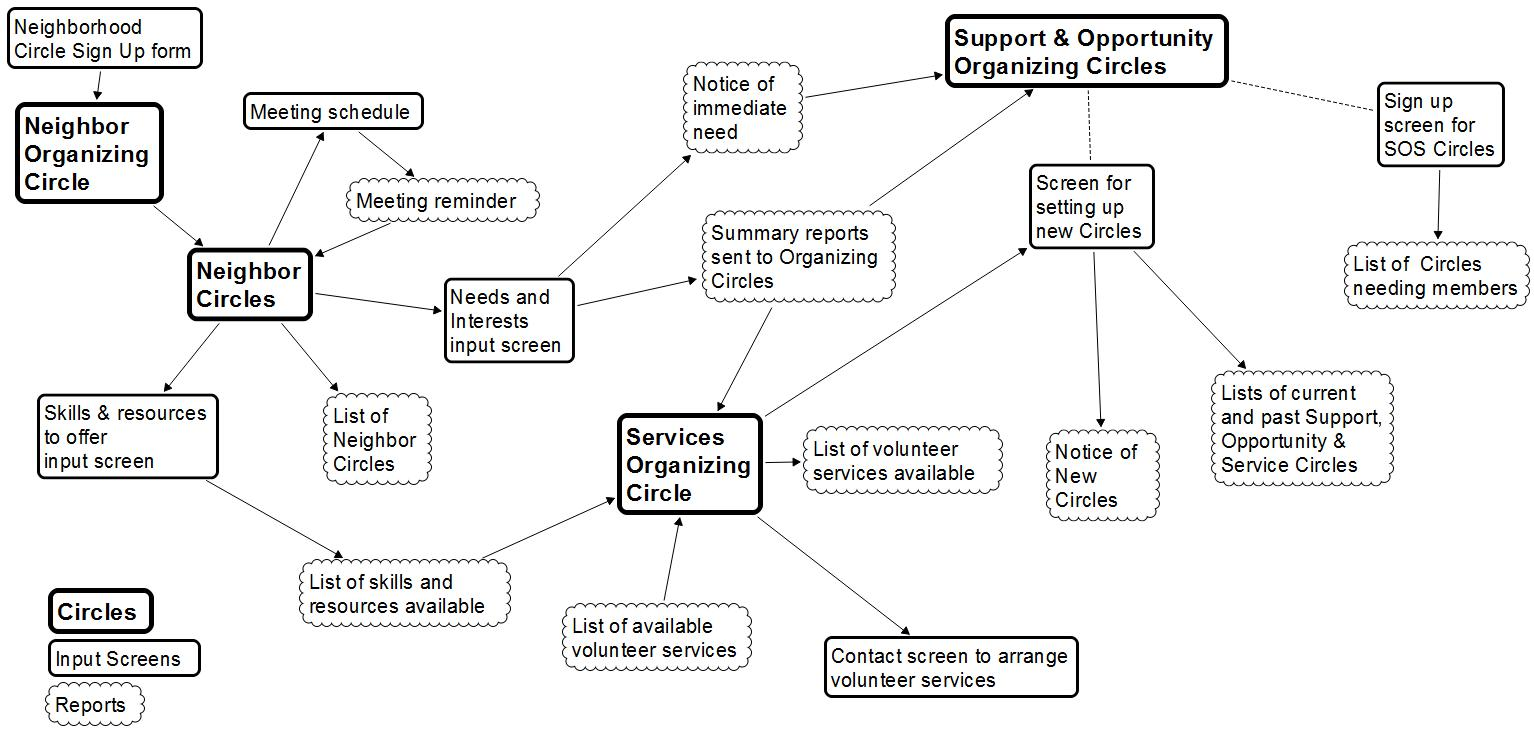 Neighborhood
Circle Sign Up form
Neighbor
Organizing
Circle
Meeting schedule
Meeting reminder
Neighbor
Circles
Needs and
Interests
input screen
Notice of
immediate
need
Summary reports
sent to Organizing
Circles
Support & Opportunity
Organizing Circles
Sign up
screen for
SOS Circles
Screen for
setting up
new Circles
List of  Circles
needing members
Skills & resources
to offer
input screen
List of
Neighbor
Circles
Services
Organizing
Circle
List of volunteer
services available
Notice of
New
Circles
Lists of current
and past Support,
Opportunity &
Service Circles
List of skills and
resources available
List of available
volunteer services
Contact screen to arrange
volunteer services
Circles
Input Screens
Reports